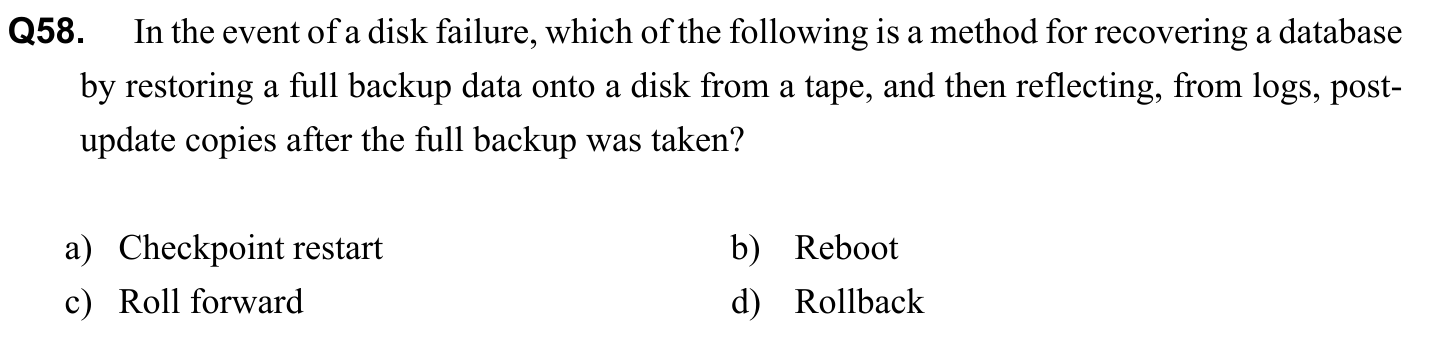 Q58. In the event of a disk failure, which of the following is a method for recovering a database
by restoring a full backup data onto a disk from a tape, and then reflecting, from logs, post-
update copies after the full backup was taken?
a) Checkpoint restart b) Reboot
c) Roll forward d) Rollback